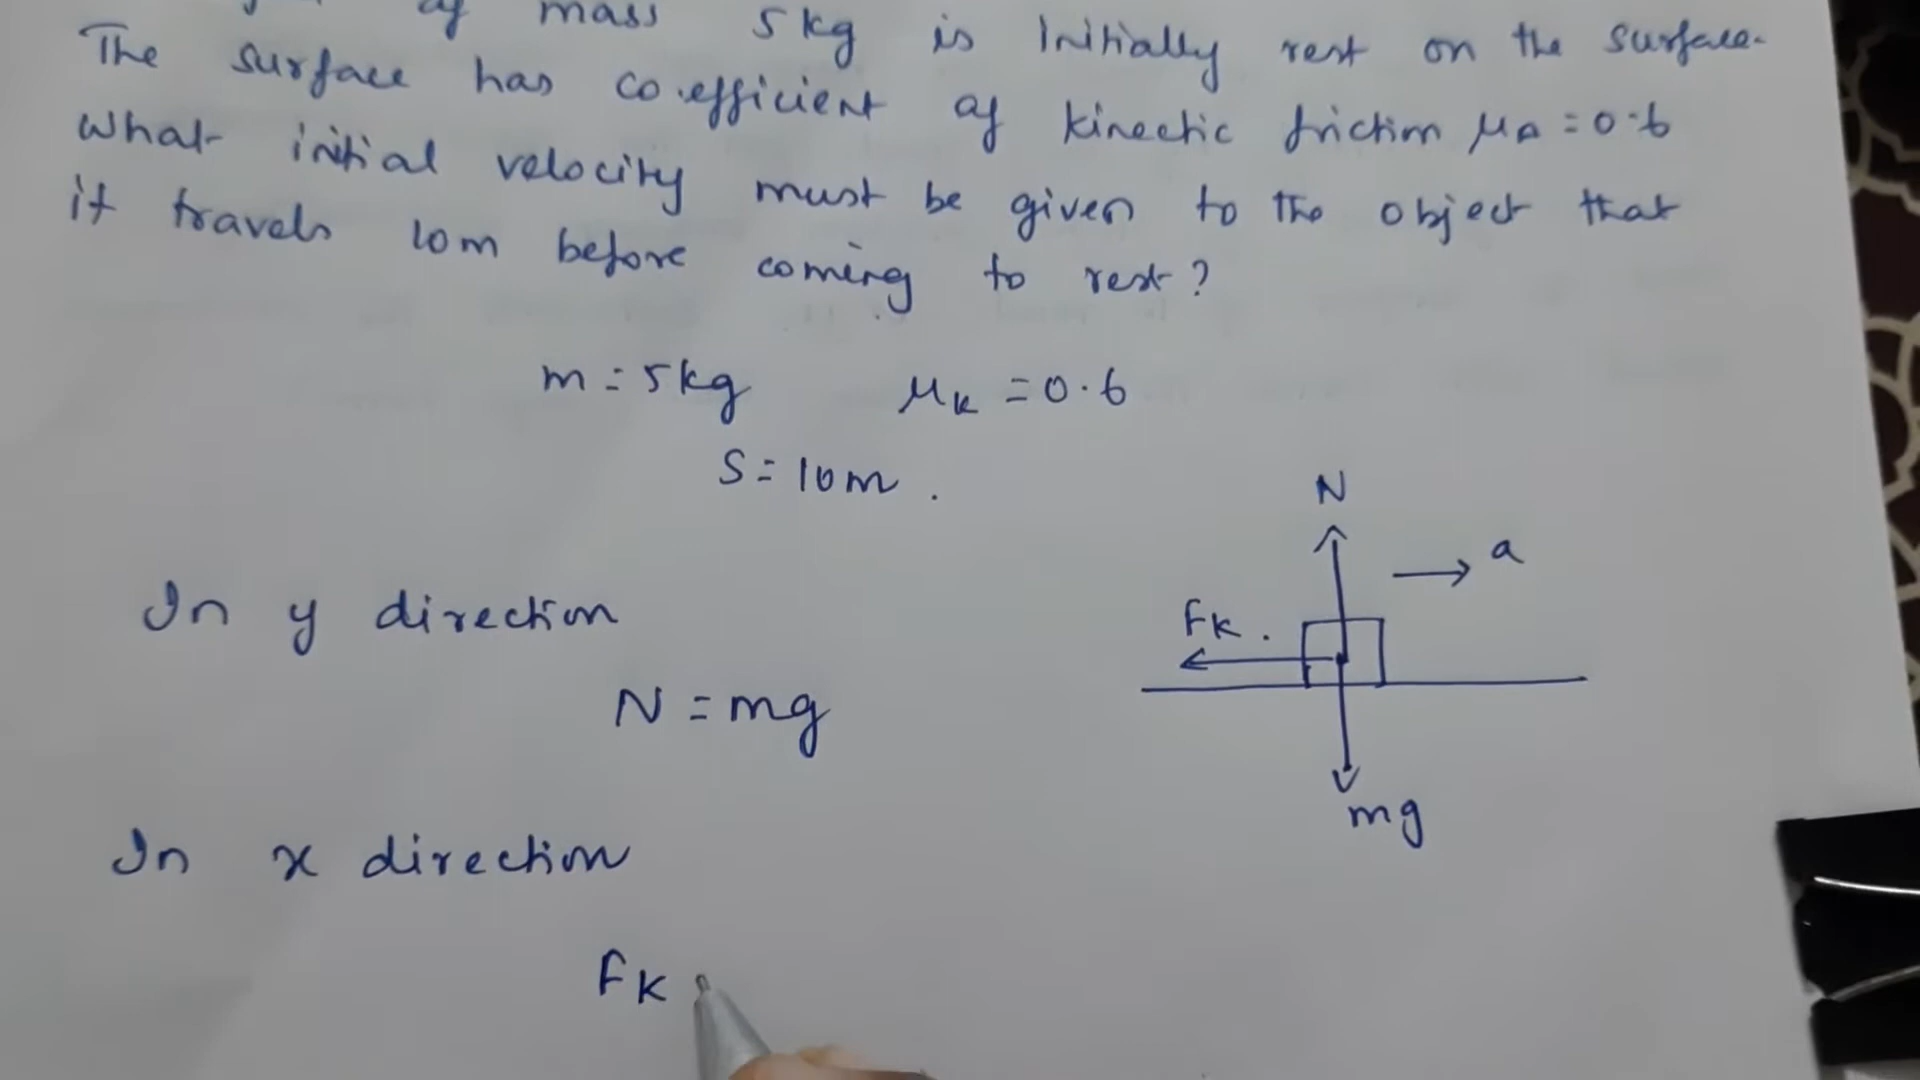 of mass 5kg is Initially rest on the surface.
The surface has co.efficient of kinectic friction μk = 0.6
What initial velocity must be given to the object that
it travels 10m before coming to rest?
m = 5kg μk = 0.6
S = 10m .
N
a
fk .
In y direction
N = mg
mg
In x direction
fk